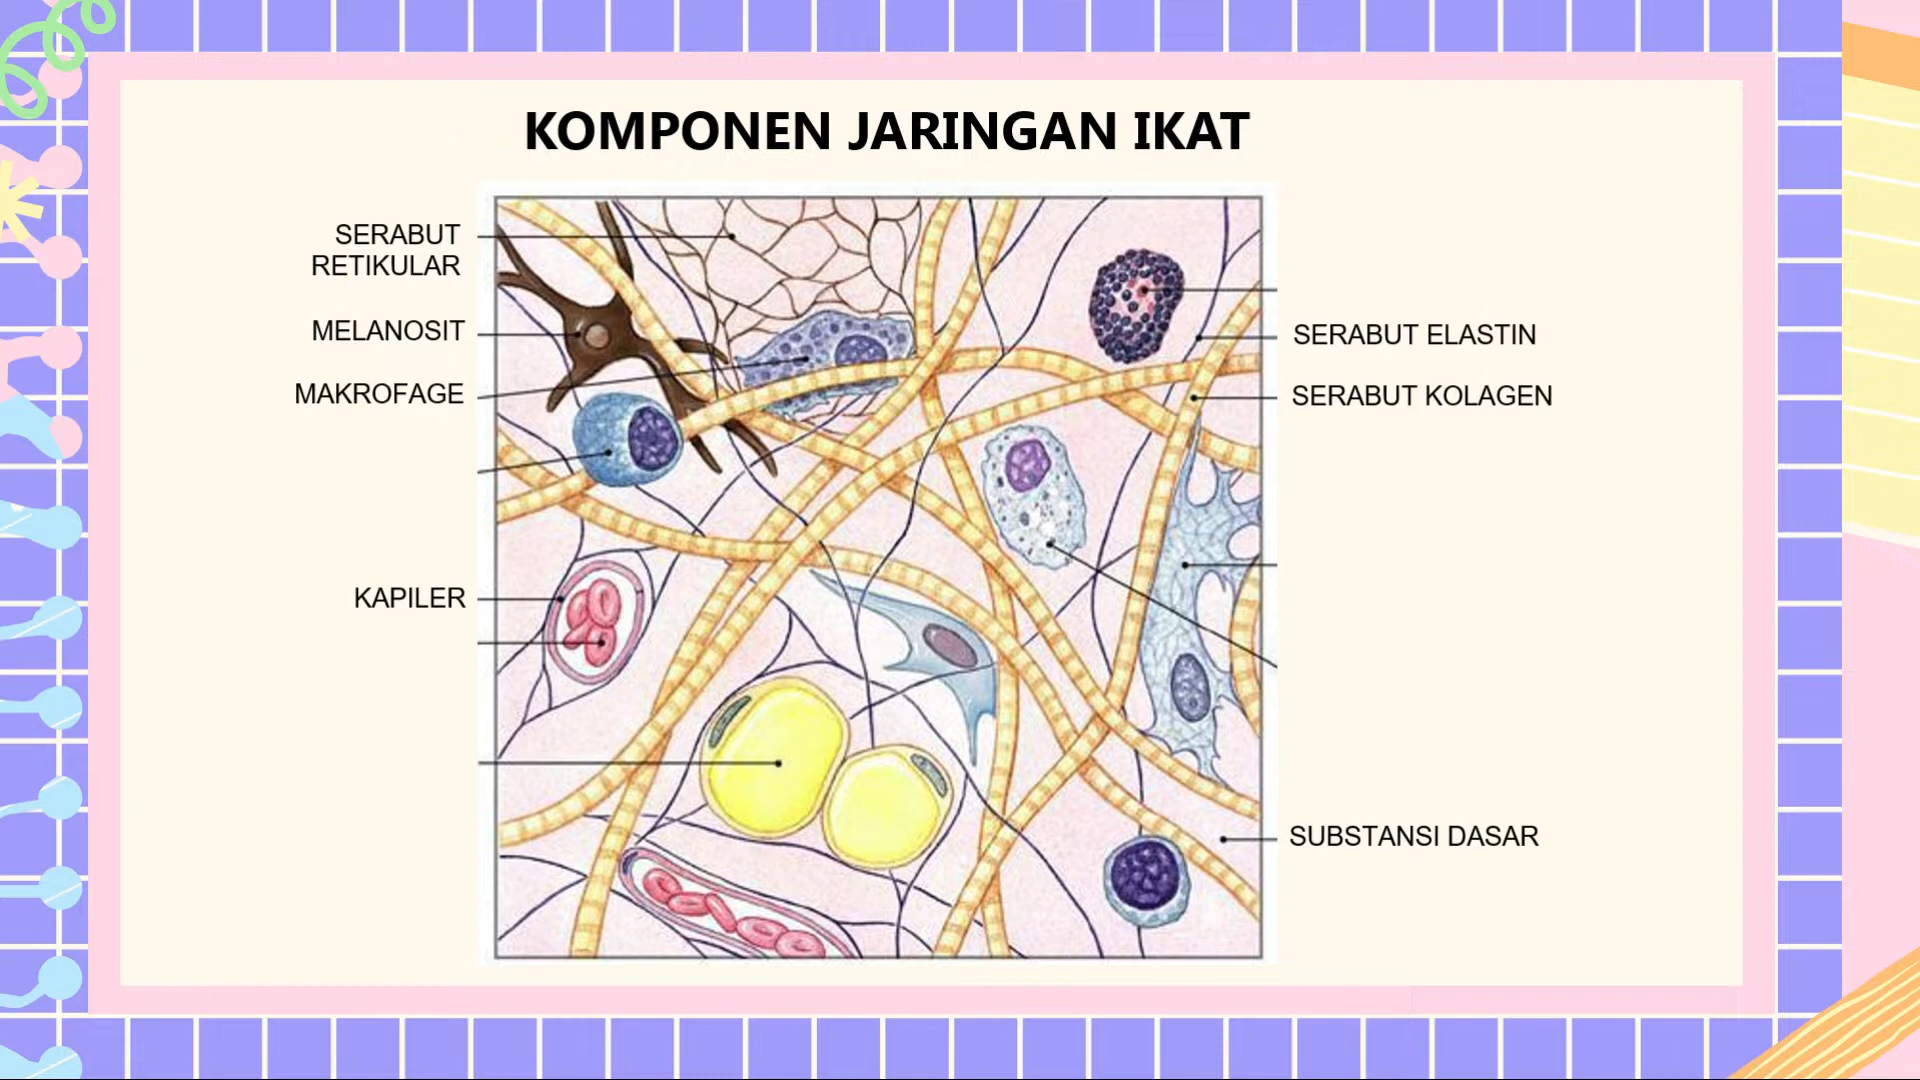 KOMPONEN JARINGAN IKAT
SERABUT
RETIKULAR
MELANOSIT
MAKROFAGE
KAPILER
SERABUT ELASTIN
SERABUT KOLAGEN
SUBSTANSI DASAR